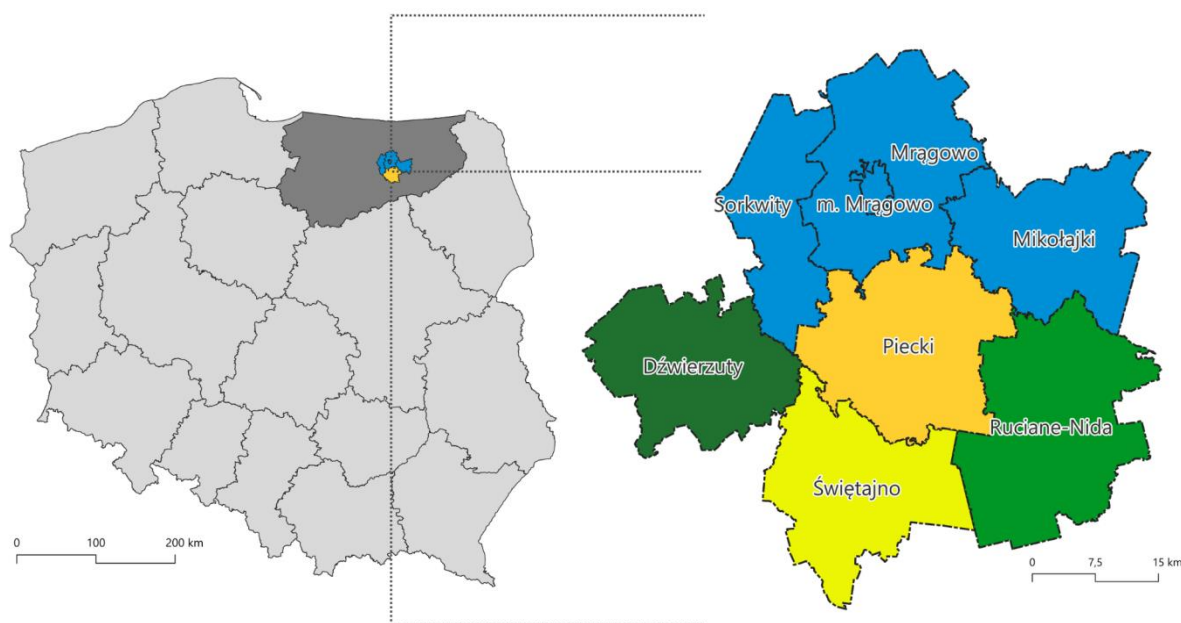 Mrągowo
Sorkwity
m. Mrągowo
Mikołajki
Piecki
Dźwierzuty
Ruciane-Nida
Świętajno
0 100 200 km
0 7,5 15 km